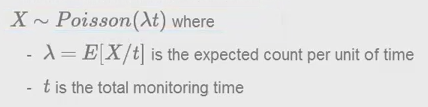 X ∼ Poisson(λt) where
- λ = E[X/t] is the expected count per unit of time
- t is the total monitoring time